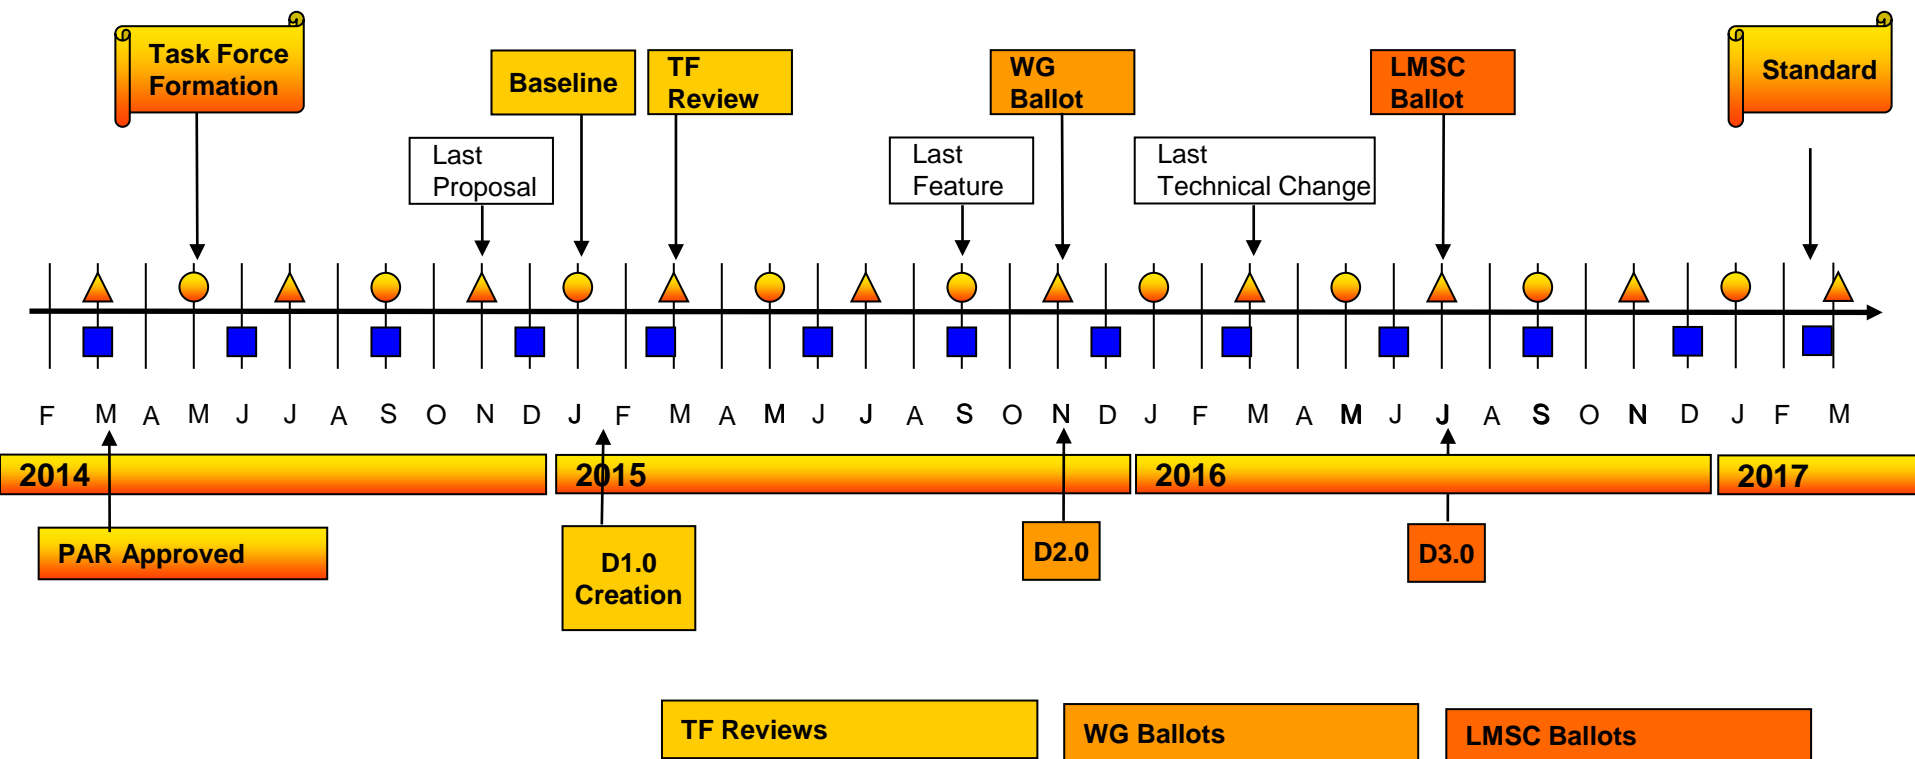 Task Force
Formation
Baseline
TF
Review
WG
Ballot
LMSC
Ballot
Standard
Last
Proposal
Last
Feature
Last
Technical Change
F M A M J J A S O N D J F M A M J J A S O N D J F M A M J J A S O N D J F M
2014
2015
2016
2017
PAR Approved
D1.0
Creation
D2.0
D3.0
TF Reviews
WG Ballots
LMSC Ballots